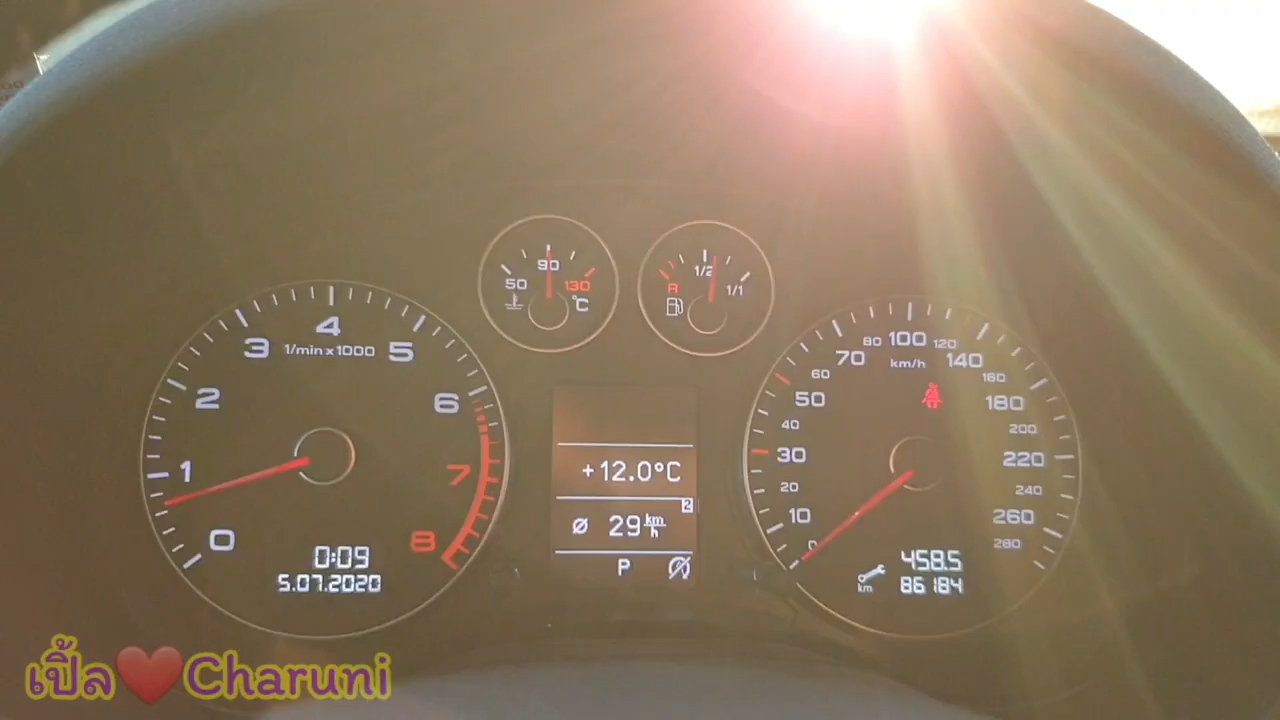 50 90 130
°C
R 1/2 1/1
0 1 2 3 4 5 6 7 8
1/min x 1000
0:09
5.07.2020
+12.0°C
2
Ø 29 km/h
P
0 10 20 30 40 50 60 70 80 100 120 140 160 180 200 220 240 260 280
km/h
458.5
km 86184
เปิ้ล❤️Charuni